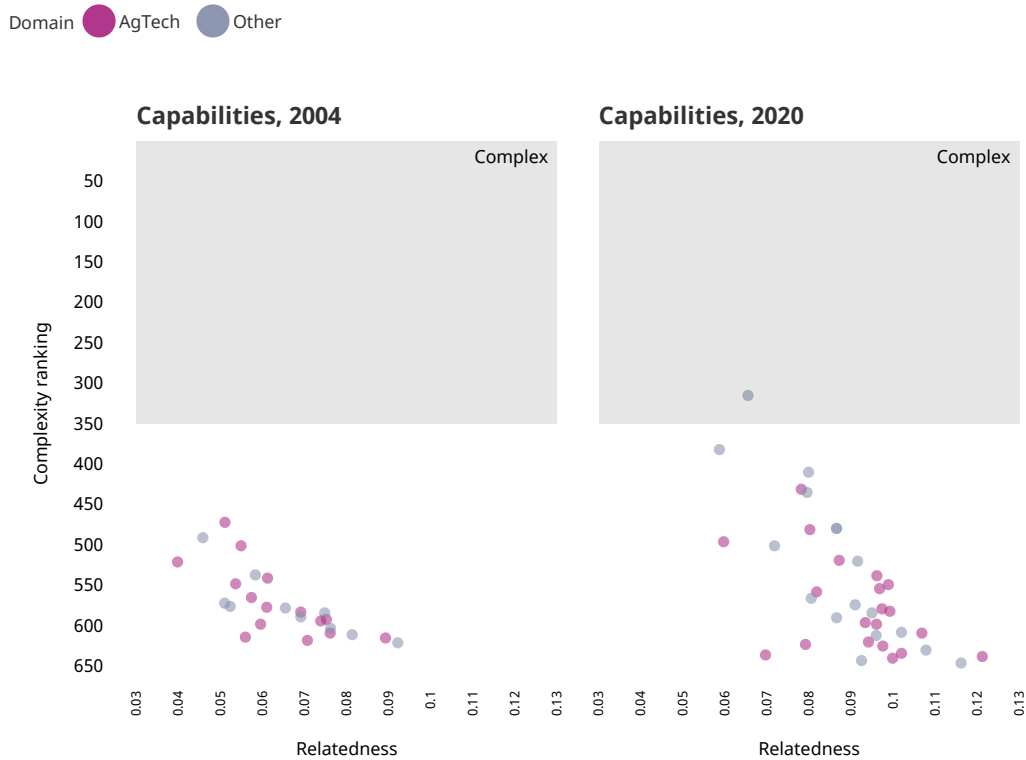 Domain AgTech Other
Capabilities, 2004
Capabilities, 2020
Complex
Complex
Complexity ranking
50
100
150
200
250
300
350
400
450
500
550
600
650
0.03 0.04 0.05 0.06 0.07 0.08 0.09 0.1 0.11 0.12 0.13
0.03 0.04 0.05 0.06 0.07 0.08 0.09 0.1 0.11 0.12 0.13
Relatedness
Relatedness